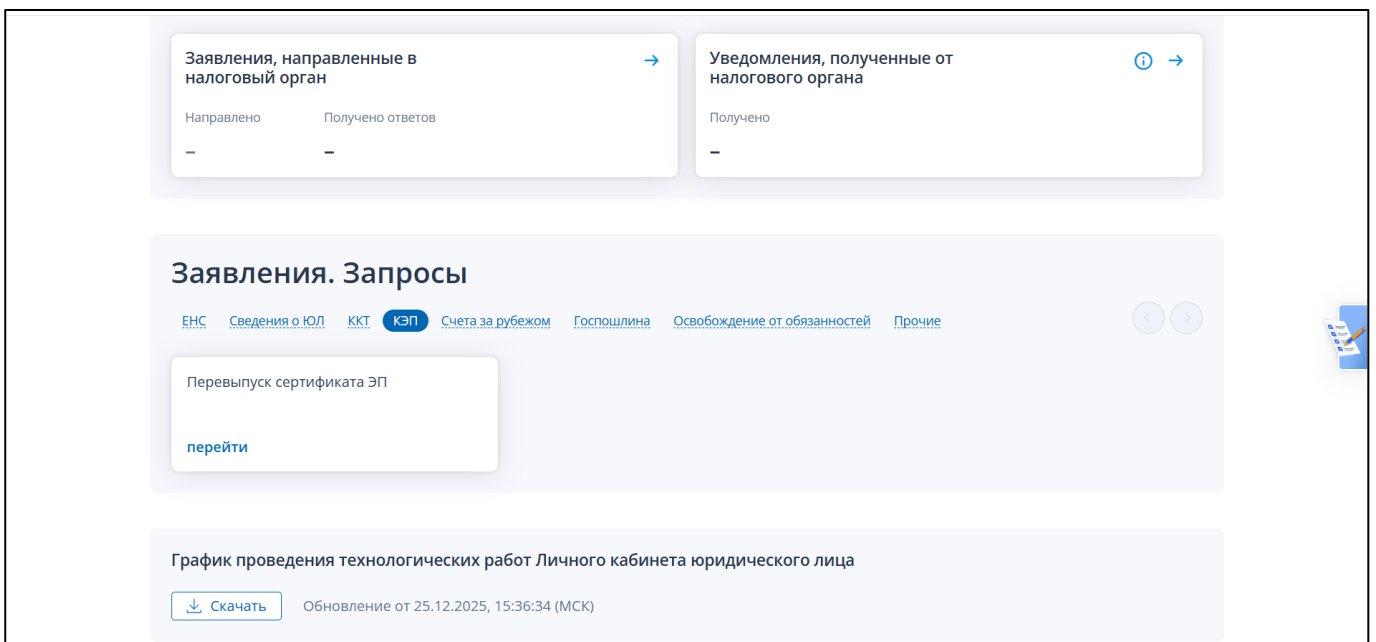 Заявления, направленные в
налоговый орган
Направлено
Получено ответов
–
–
Уведомления, полученные от
налогового органа
Получено
–
Заявления. Запросы
ЕНС Сведения о ЮЛ ККТ КЭП Счета за рубежом Госпошлина Освобождение от обязанностей Прочие
Перевыпуск сертификата ЭП
перейти
График проведения технологических работ Личного кабинета юридического лица
Скачать Обновление от 25.12.2025, 15:36:34 (МСК)